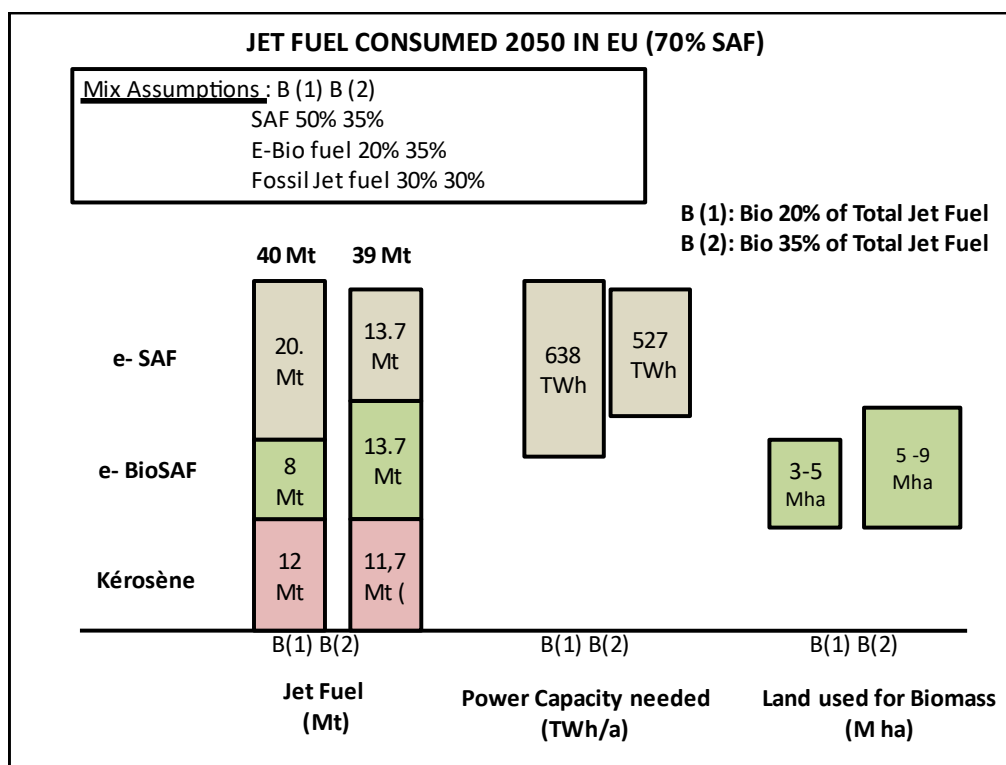 JET FUEL CONSUMED 2050 IN EU (70% SAF)
Mix Assumptions : B (1) B (2)
SAF 50% 35%
E-Bio fuel 20% 35%
Fossil Jet fuel 30% 30%
B (1): Bio 20% of Total Jet Fuel
B (2): Bio 35% of Total Jet Fuel
40 Mt 39 Mt
e- SAF
20.
Mt
13.7
Mt
638
TWh
527
TWh
e- BioSAF
8
Mt
13.7
Mt
3-5
Mha
5 -9
Mha
Kérosène
12
Mt
11,7
Mt (
B(1) B(2)
B(1) B(2)
B(1) B(2)
Jet Fuel
(Mt)
Power Capacity needed
(TWh/a)
Land used for Biomass
(M ha)